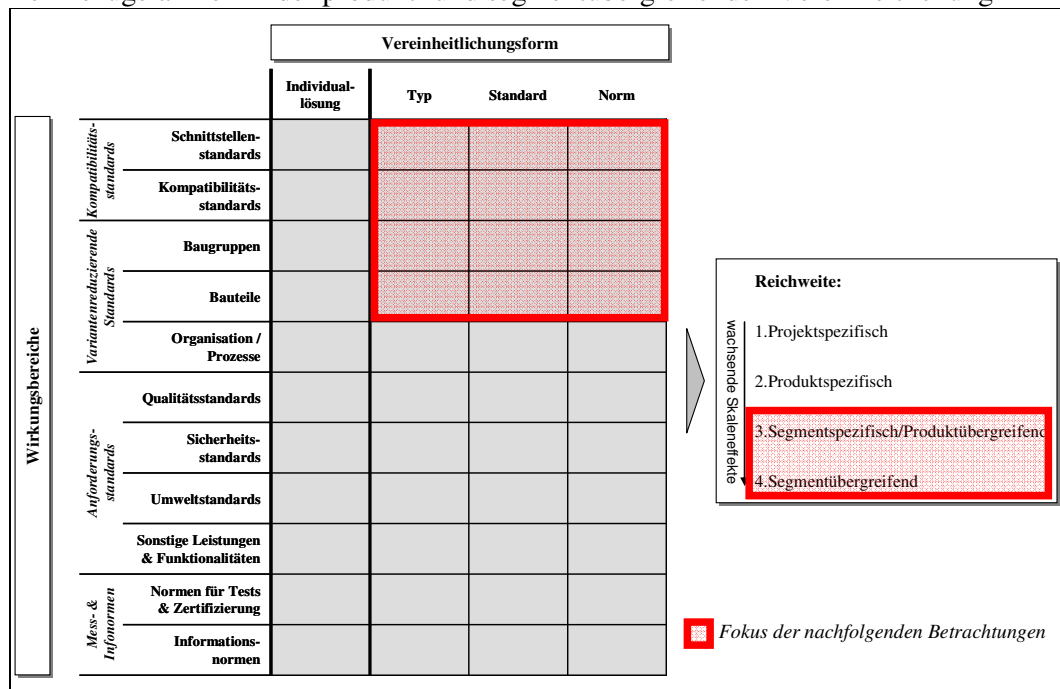 Vereinheitlichungsform
Individual-
lösung
Typ
Standard
Norm
Wirkungsbereiche
Kompatibilitäts-
standards
Schnittstellen-
standards
Kompatibilitäts-
standards
Variantenreduzierende
Standards
Baugruppen
Bauteile
Organisation /
Prozesse
Anforderungs-
standards
Qualitätsstandards
Sicherheits-
standards
Umweltstandards
Sonstige Leistungen
& Funktionalitäten
Mess- &
Infonormen
Normen für Tests
& Zertifizierung
Informations-
normen
Reichweite:
wachsende Skaleneffekte
1.Projektspezifisch
2.Produktspezifisch
3.Segmentspezifisch/Produktübergreifend
4.Segmentübergreifend
Fokus der nachfolgenden Betrachtungen